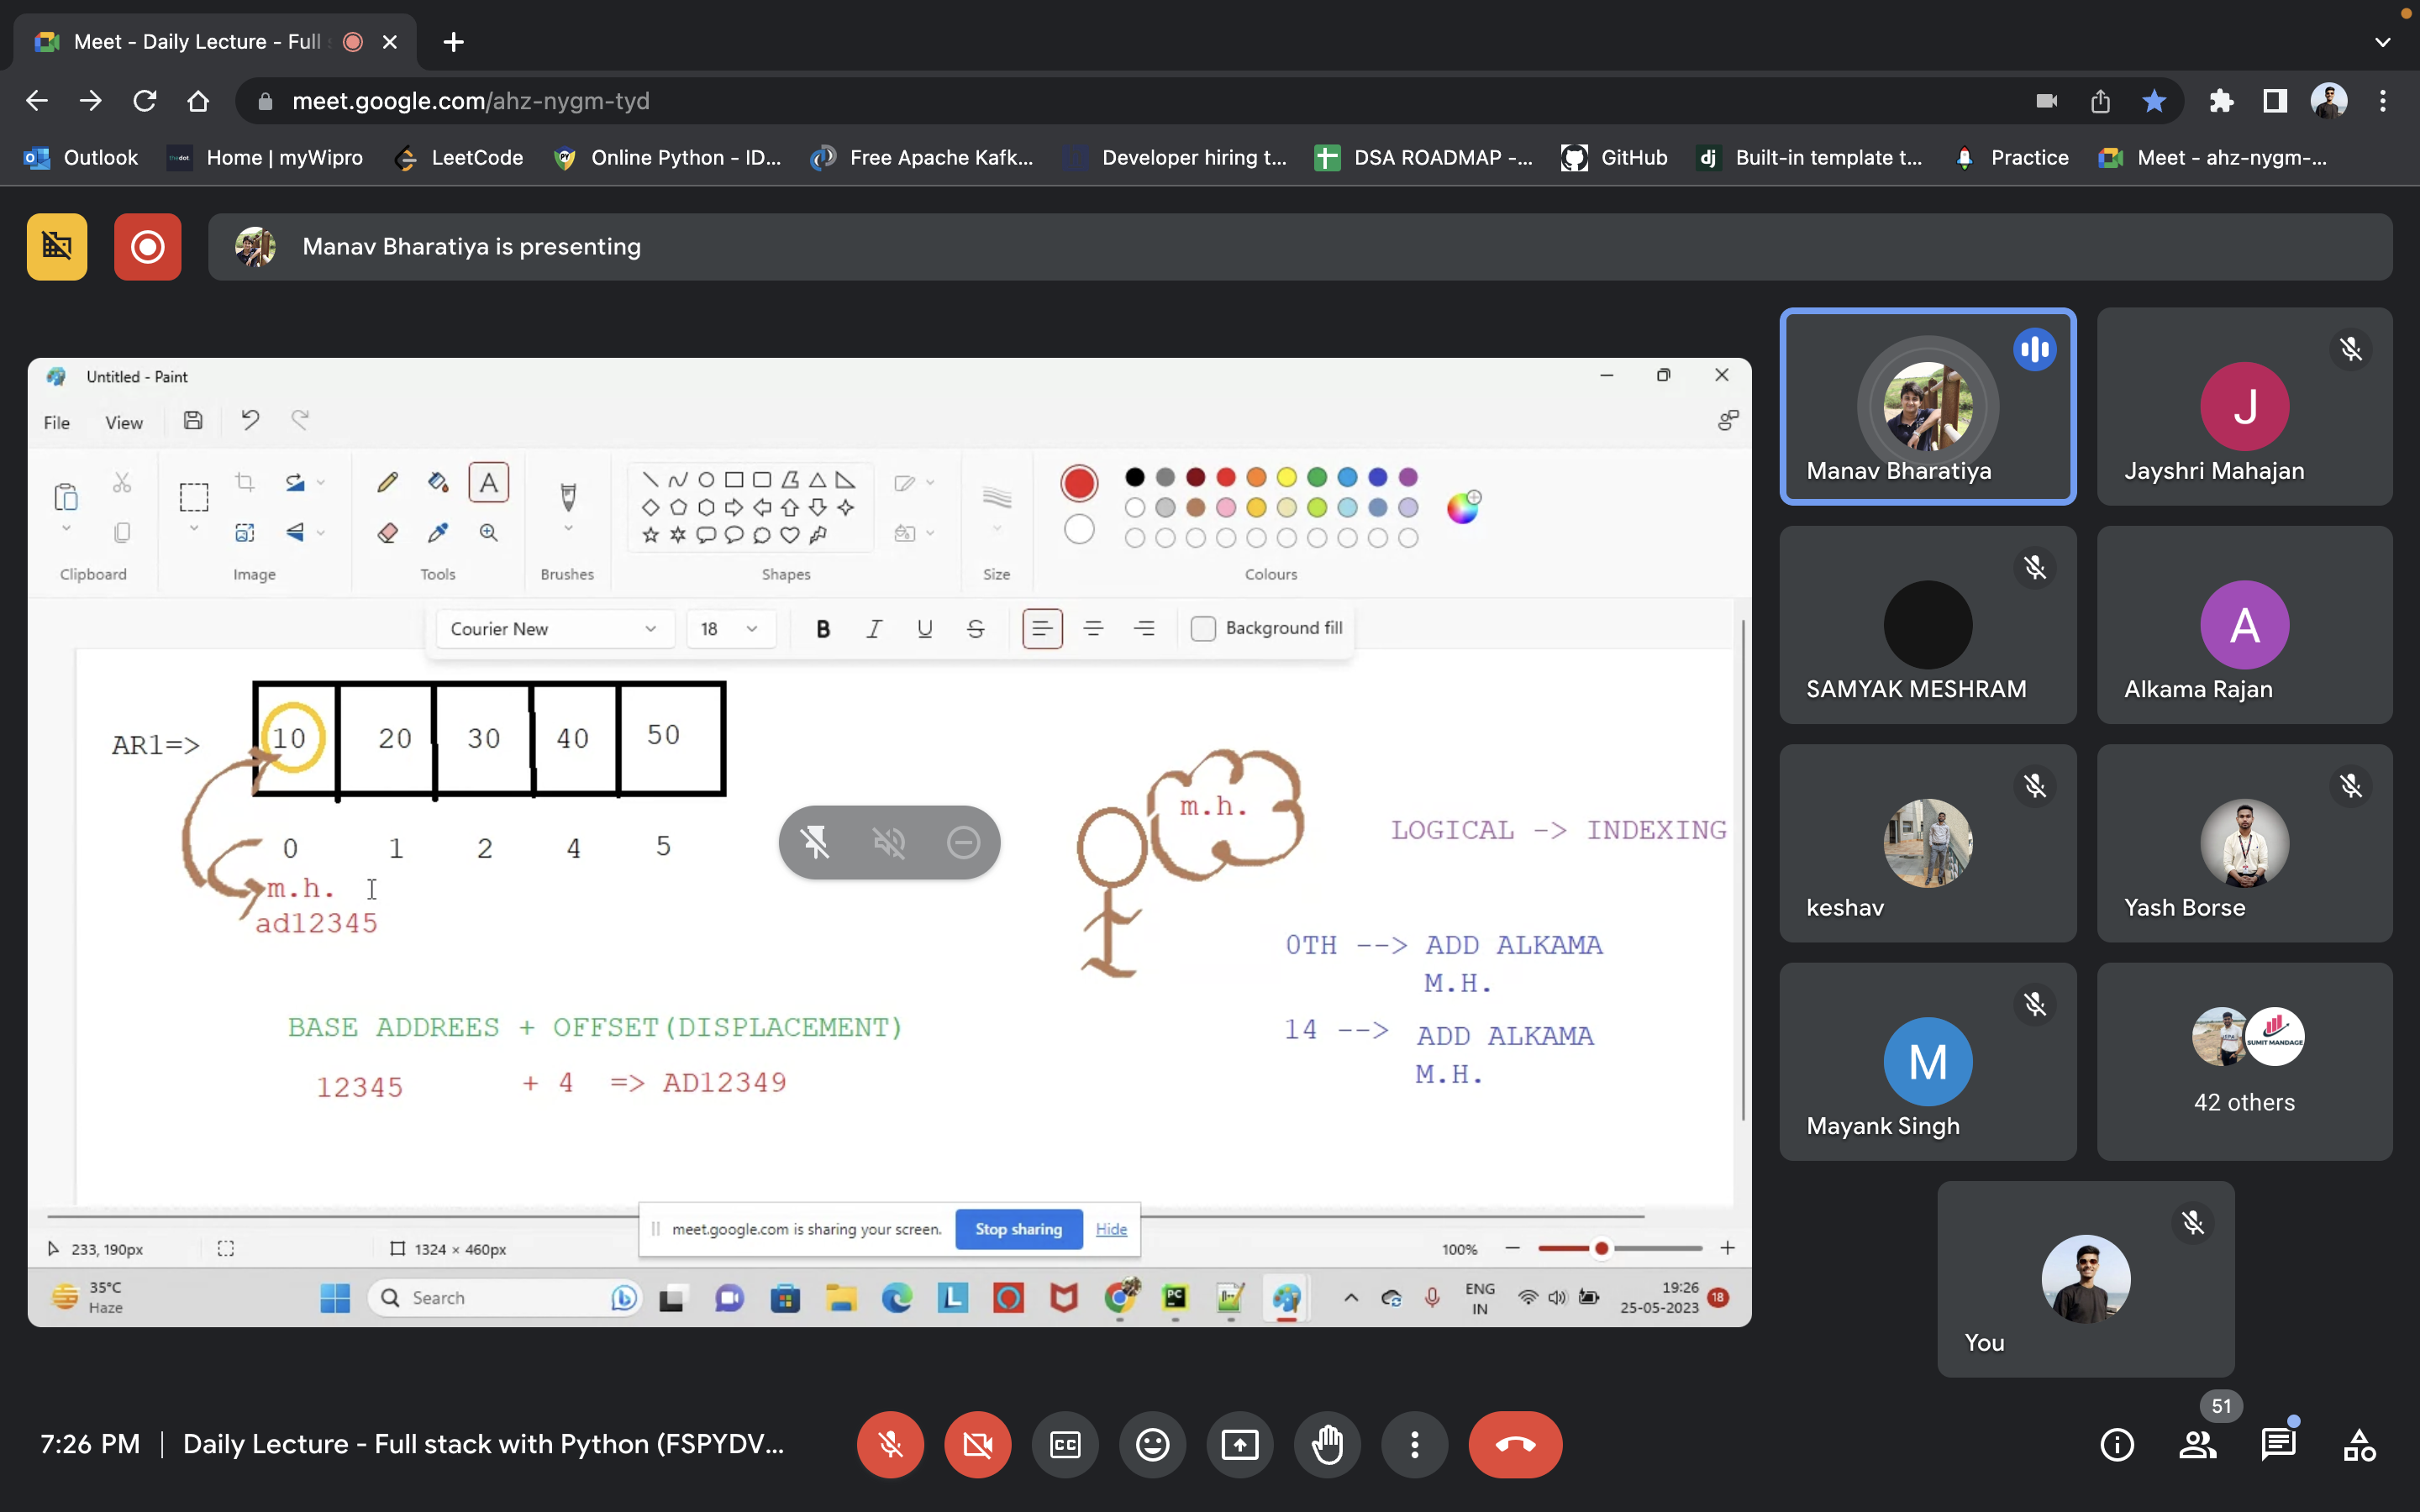 Meet - Daily Lecture - Full
meet.google.com/ahz-nygm-tyd
Outlook
Home | myWipro
LeetCode
Online Python - ID...
Free Apache Kafk...
Developer hiring t...
DSA ROADMAP -...
GitHub
Built-in template t...
Practice
Meet - ahz-nygm-...
Manav Bharatiya is presenting
Untitled - Paint
File View
Clipboard Image Tools Brushes Shapes Size Colours
Courier New 18 B I U S Background fill
AR1=> 10 20 30 40 50
0 1 2 4 5
m.h.
ad12345
m.h.
LOGICAL -> INDEXING
0TH --> ADD ALKAMA
M.H.
14 --> ADD ALKAMA
M.H.
BASE ADDREES + OFFSET(DISPLACEMENT)
12345 + 4 => AD12349
meet.google.com is sharing your screen. Stop sharing Hide
233, 190px
1324 × 460px
100%
35°C
Haze
Search
ENG
IN
19:26
25-05-2023
18
Manav Bharatiya
J
Jayshri Mahajan
SAMYAK MESHRAM
A
Alkama Rajan
keshav
Yash Borse
M
Mayank Singh
SUMIT MANDAGE
42 others
You
7:26 PM | Daily Lecture - Full stack with Python (FSPYDV...
CC
51